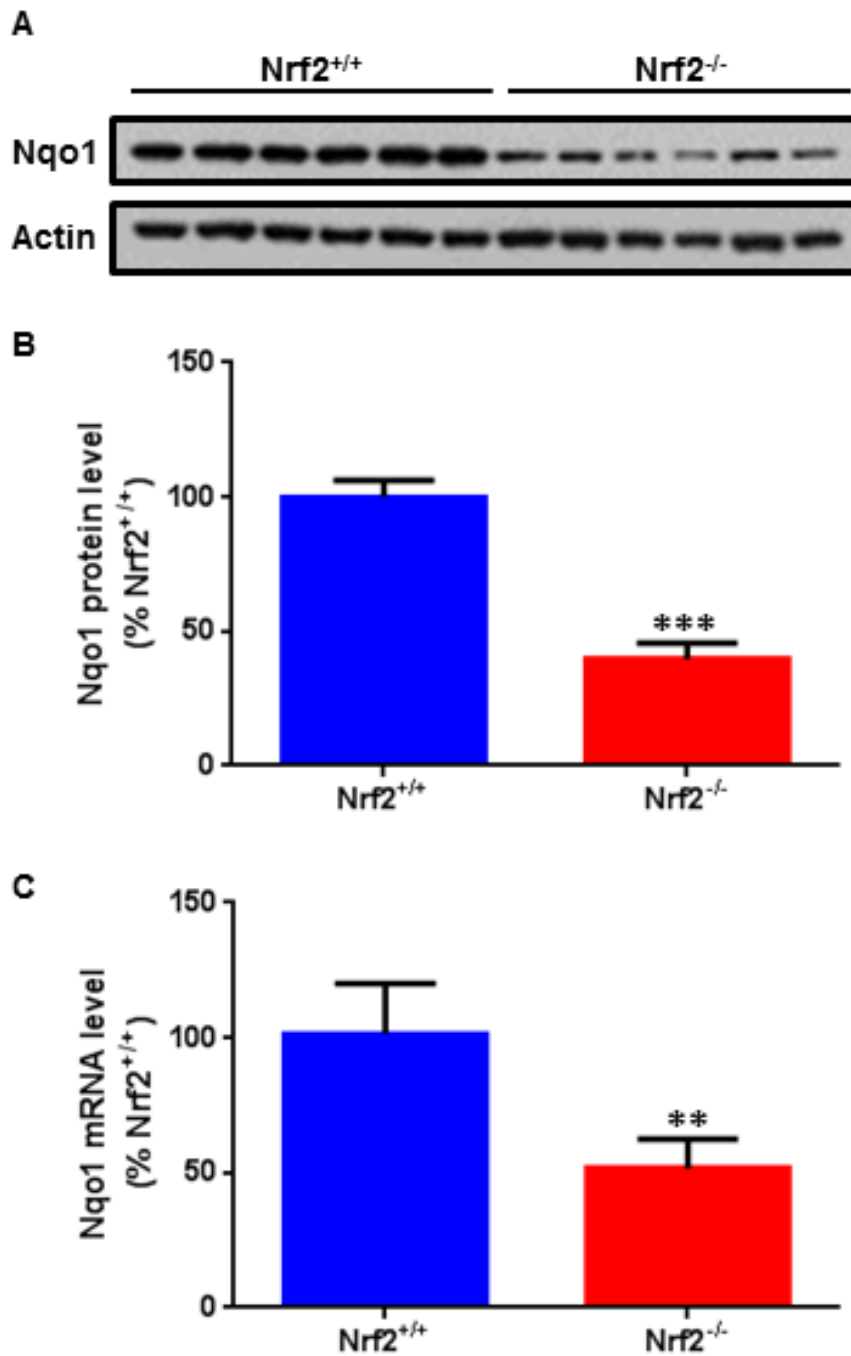 A
Nrf2⁺/⁺ Nrf2⁻/⁻
Nqo1
Actin
B
Nqo1 protein level
(% Nrf2⁺/⁺)
150
100
50
0
***
Nrf2⁺/⁺ Nrf2⁻/⁻
C
Nqo1 mRNA level
(% Nrf2⁺/⁺)
150
100
50
0
**
Nrf2⁺/⁺ Nrf2⁻/⁻